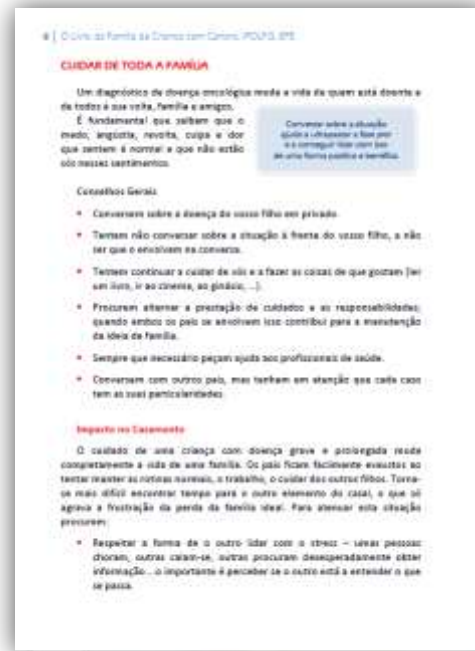 O Livro da Família da Criança com Cancro, IPOLFG, EPE
CUIDAR DE TODA A FAMÍLIA
Um diagnóstico de doença oncológica muda a vida de quem está doente e
de todos à sua volta, família e amigos.
É fundamental que saibam que o
medo, angústia, revolta, culpa e dor
que sentem é normal e que não estão
sós nesses sentimentos.
Conversar sobre a situação
ajuda a ultrapassar a fase
e a conseguir lidar com
de uma forma positiva e benéfica.
Conselhos Gerais
• Conversem sobre a doença do vosso filho em privado.
• Tentem não conversar sobre a situação à frente do vosso filho, a não
ser que o envolvam na conversa.
• Tentem continuar a cuidar de vós e a fazer as coisas de que gostam (ler
um livro, ir ao cinema, ao ginásio, ...).
• Procurem alternar a prestação de cuidados e as responsabilidades;
quando ambos os pais se envolvem isso contribui para a manutenção
da ideia de família.
• Sempre que necessário peçam ajuda aos profissionais de saúde.
• Conversem com outros pais, mas tenham em atenção que cada caso
tem as suas particularidades.
Impacto no Casamento
O cuidado de uma criança com doença grave e prolongada muda
completamente a vida de uma família. Os pais ficam facilmente exaustos ao
tentar manter as rotinas normais, o trabalho, o cuidar dos outros filhos. Torna-
se mais difícil encontrar tempo para o outro elemento do casal, o que só
agrava a frustração da perda da família ideal. Para atenuar esta situação
procurem:
• Respeitar a forma de o outro lidar com o stress – umas pessoas
choram, outras calam-se, outras procuram desesperadamente obter
informação... o importante é perceber se o outro está a entender o que
se passa.